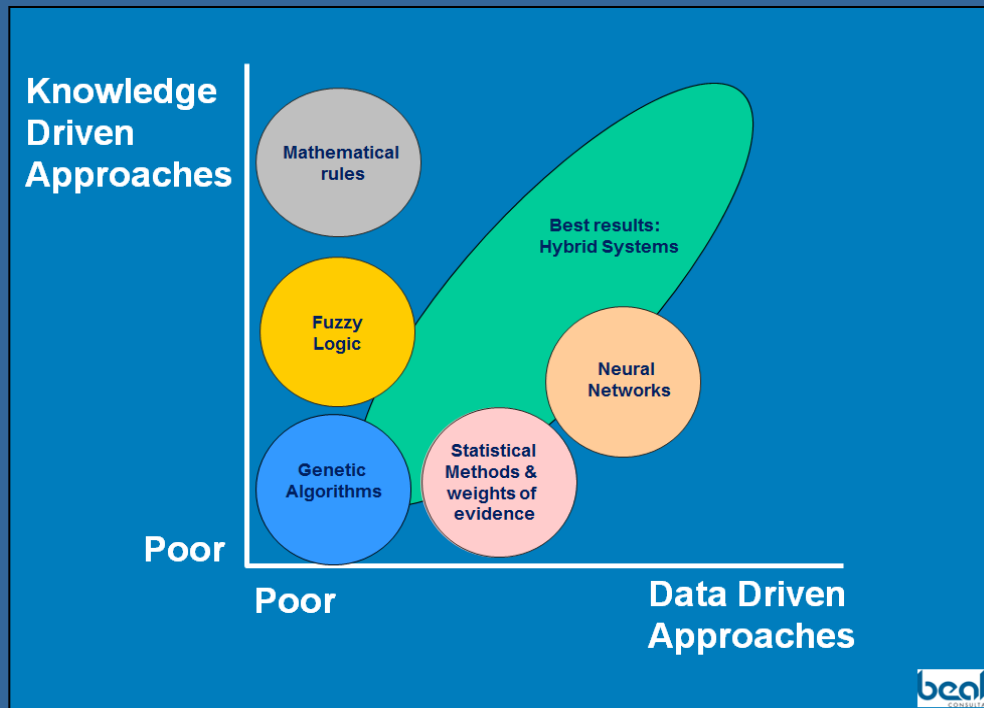 Knowledge
Driven
Approaches
Mathematical
rules
Best results:
Hybrid Systems
Fuzzy
Logic
Neural
Networks
Genetic
Algorithms
Statistical
Methods &
weights of
evidence
Poor
Poor
Data Driven
Approaches